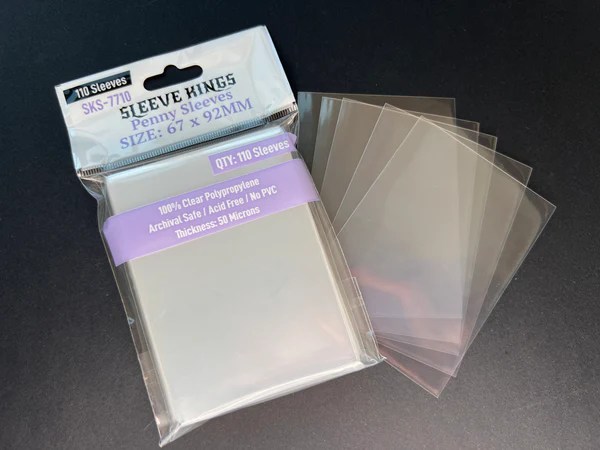 110 Sleeves
SKS-7710
SLEEVE KINGS
Penny Sleeves
SIZE: 67 x 92MM
QTY: 110 Sleeves
100% Clear Polypropylene
Archival Safe / Acid Free / No PVC
Thickness: 50 Microns